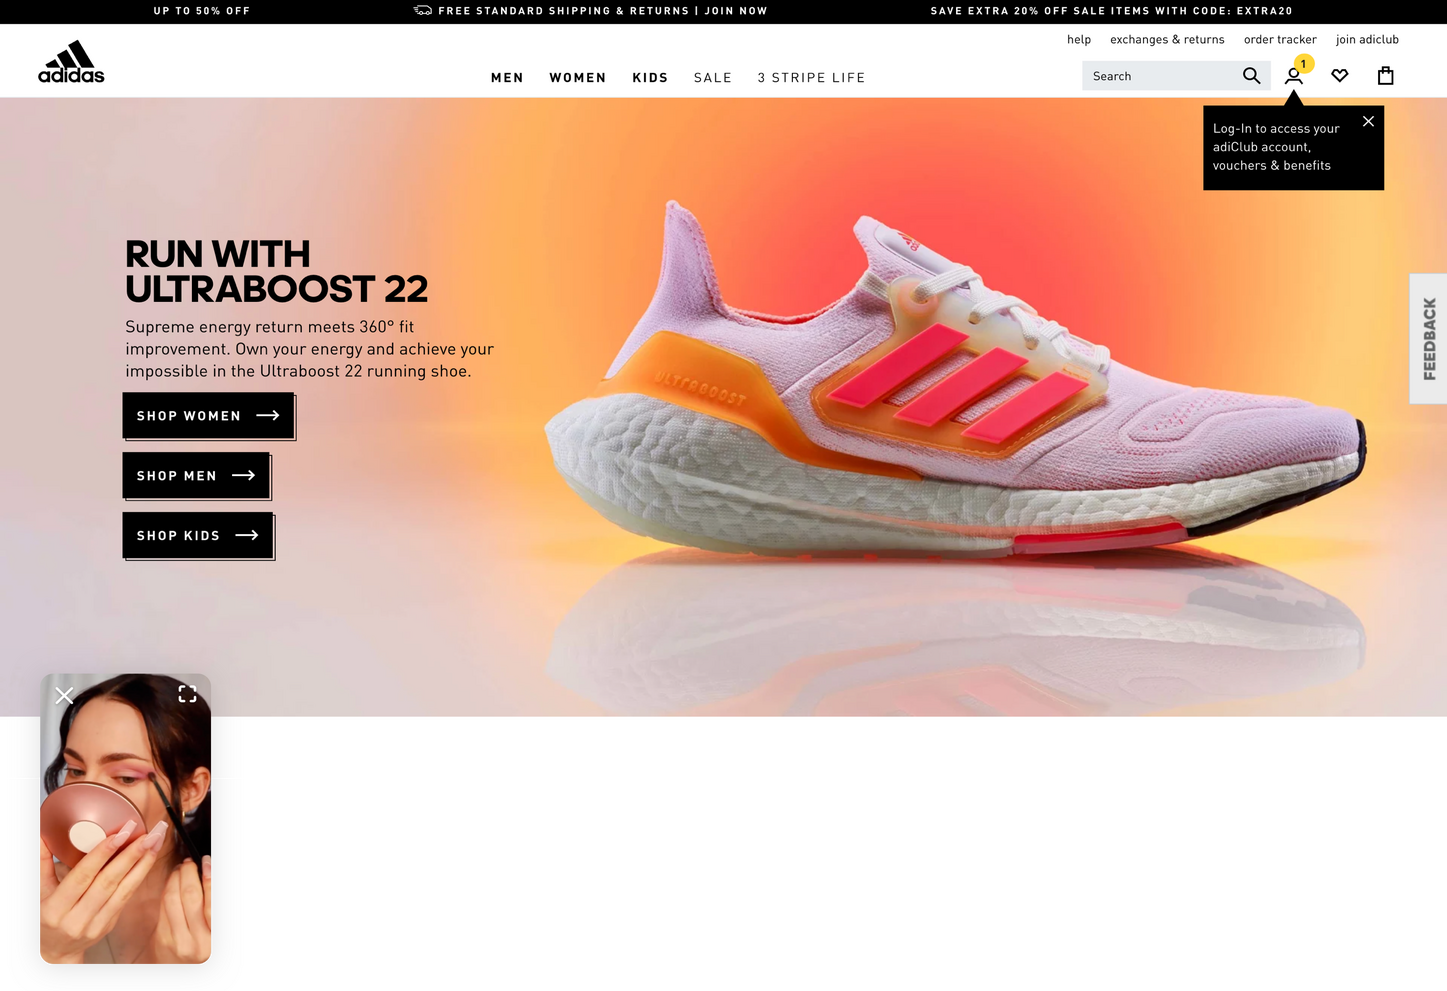 UP TO 50% OFF
FREE STANDARD SHIPPING & RETURNS | JOIN NOW
SAVE EXTRA 20% OFF SALE ITEMS WITH CODE: EXTRA20
help
exchanges & returns
order tracker
join adiclub
adidas
MEN
WOMEN
KIDS
SALE
3 STRIPE LIFE
Search
1
Log-In to access your
adiClub account,
vouchers & benefits
RUN WITH
ULTRABOOST 22
Supreme energy return meets 360° fit
improvement. Own your energy and achieve your
impossible in the Ultraboost 22 running shoe.
SHOP WOMEN
SHOP MEN
SHOP KIDS
ULTRABOOST
FEEDBACK